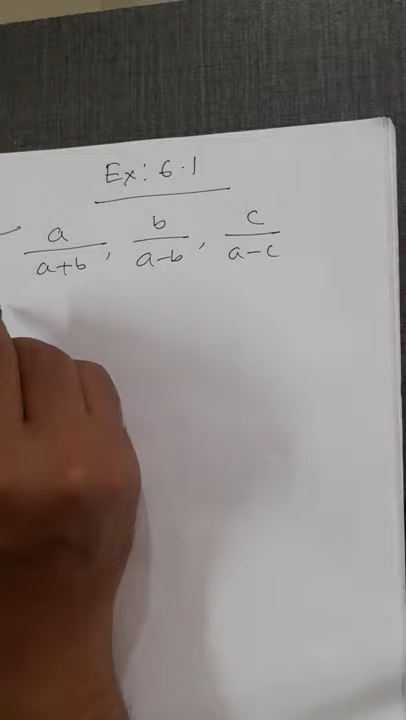 Ex: 6.1
a/(a+b), b/(a-b), c/(a-c)